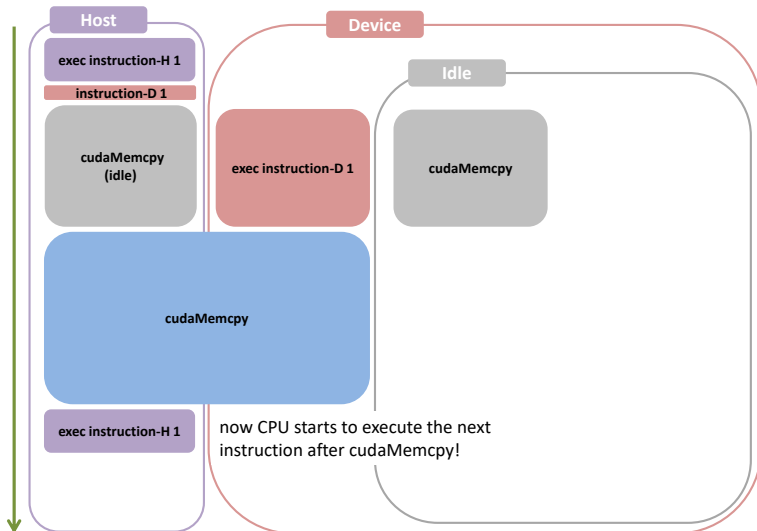 Host
Device
exec instruction-H 1
instruction-D 1
Idle
cudaMemcpy
(idle)
exec instruction-D 1
cudaMemcpy
cudaMemcpy
exec instruction-H 1
now CPU starts to execute the next
instruction after cudaMemcpy!